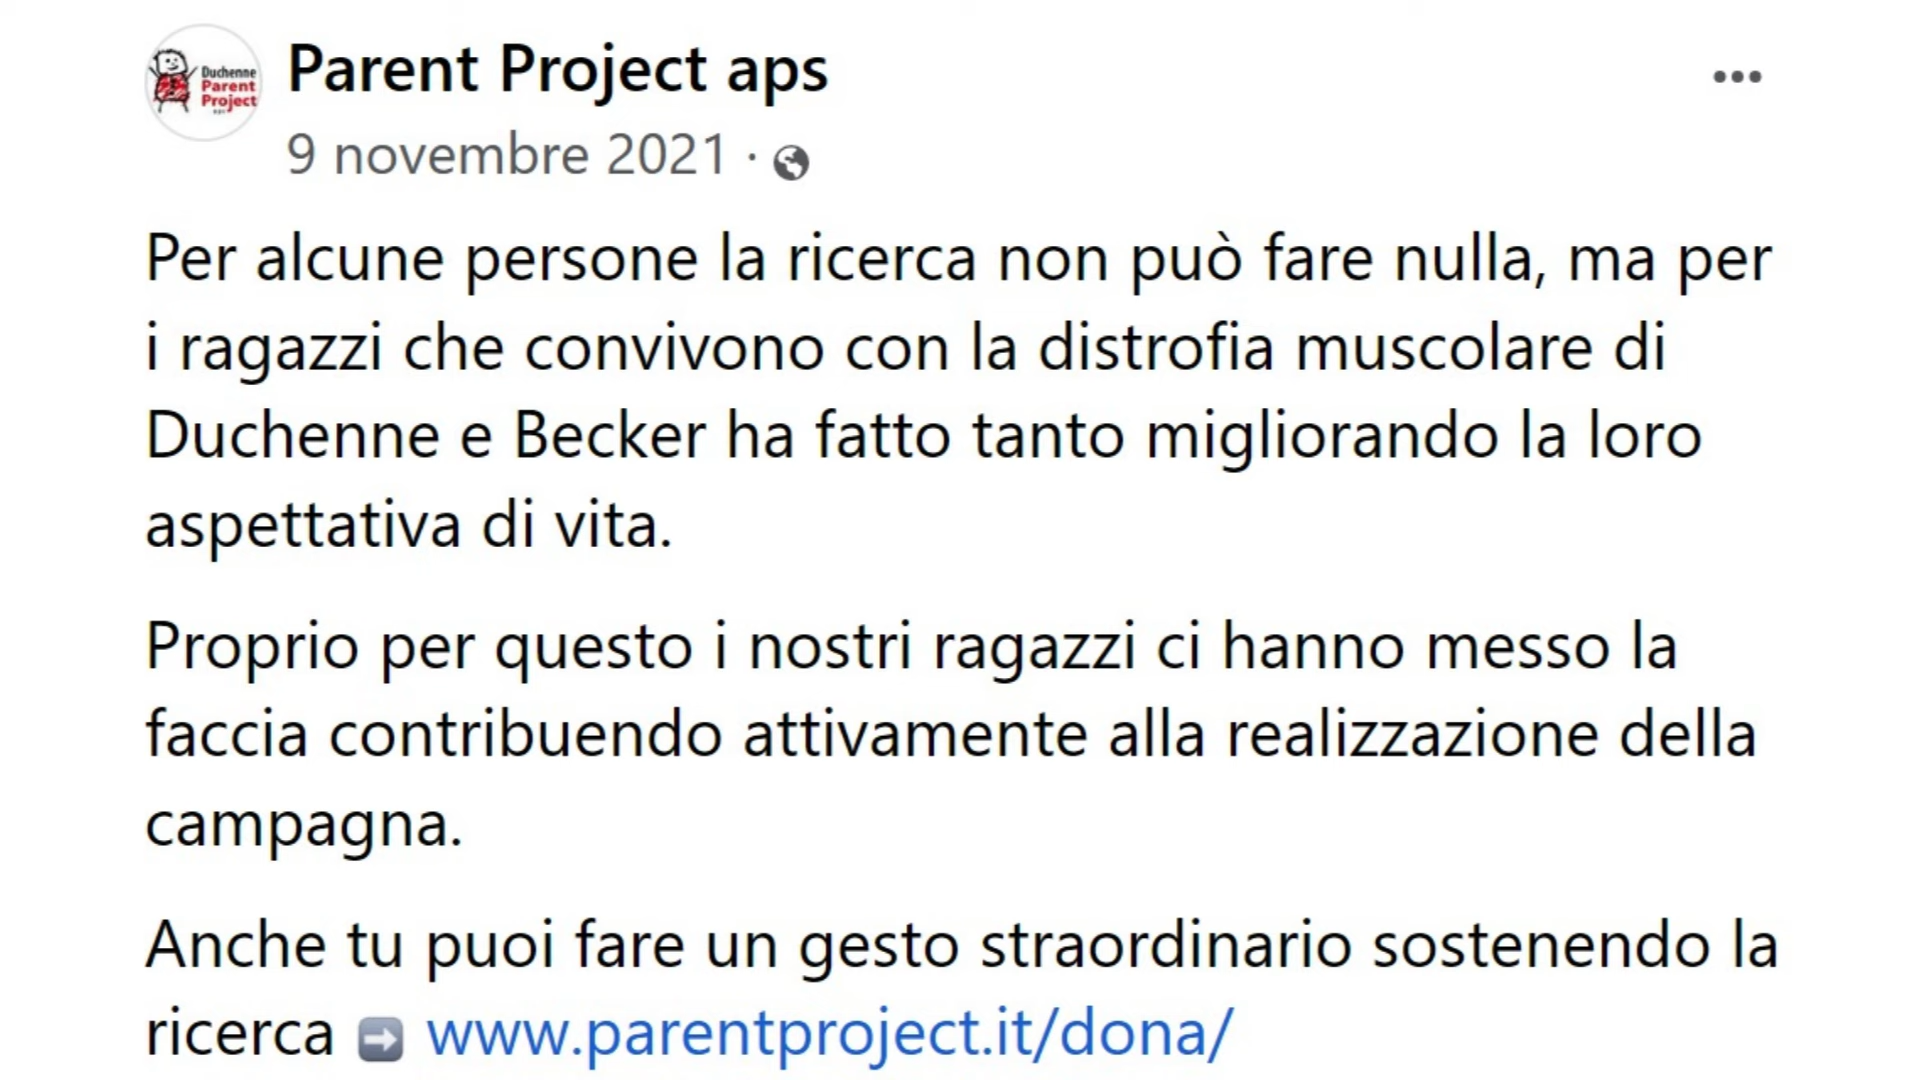 Duchenne
Parent
Project
Parent Project aps
9 novembre 2021 ·
Per alcune persone la ricerca non può fare nulla, ma per
i ragazzi che convivono con la distrofia muscolare di
Duchenne e Becker ha fatto tanto migliorando la loro
aspettativa di vita.
Proprio per questo i nostri ragazzi ci hanno messo la
faccia contribuendo attivamente alla realizzazione della
campagna.
Anche tu puoi fare un gesto straordinario sostenendo la
ricerca ➡️ www.parentproject.it/dona/